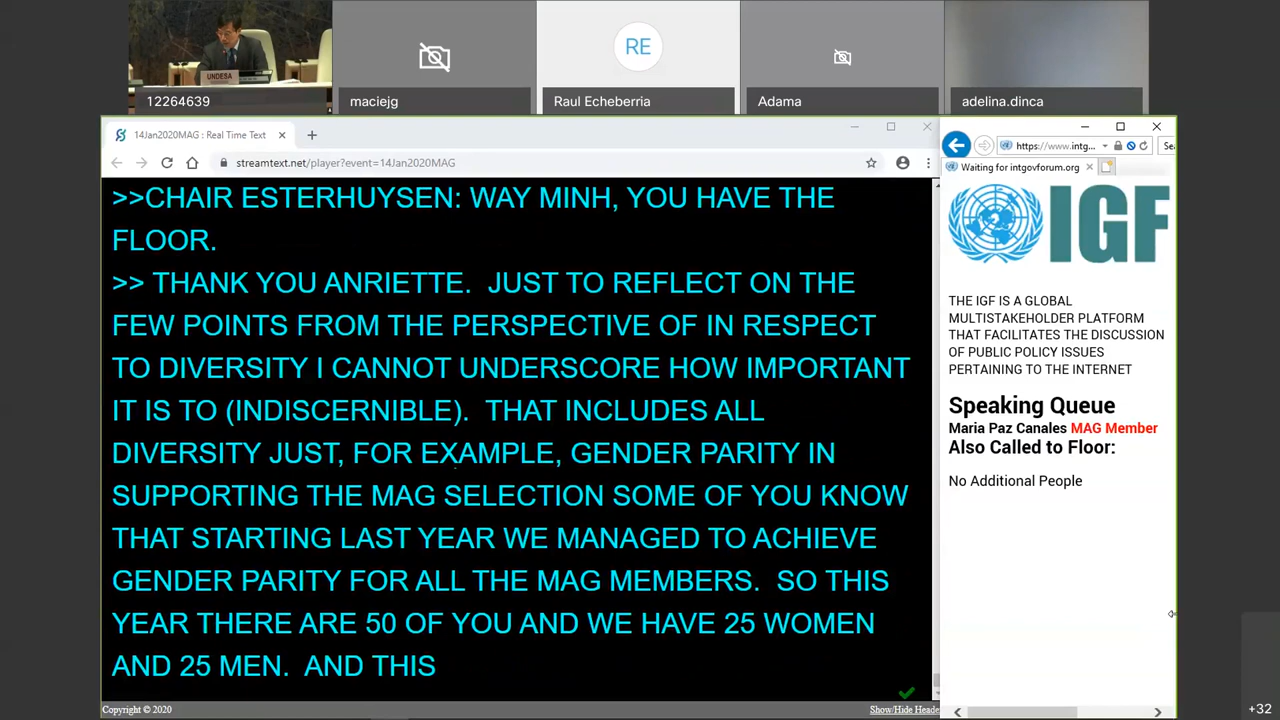 UNDESA
12264639
maciejg
RE
Raul Echeberria
Adama
adelina.dinca
14Jan2020MAG : Real Time Text
streamtext.net/player?event=14Jan2020MAG
>>CHAIR ESTERHUYSEN: WAY MINH, YOU HAVE THE
FLOOR.
>> THANK YOU ANRIETTE.  JUST TO REFLECT ON THE
FEW POINTS FROM THE PERSPECTIVE OF IN RESPECT
TO DIVERSITY I CANNOT UNDERSCORE HOW IMPORTANT
IT IS TO (INDISCERNIBLE).  THAT INCLUDES ALL
DIVERSITY JUST, FOR EXAMPLE, GENDER PARITY IN
SUPPORTING THE MAG SELECTION SOME OF YOU KNOW
THAT STARTING LAST YEAR WE MANAGED TO ACHIEVE
GENDER PARITY FOR ALL THE MAG MEMBERS.  SO THIS
YEAR THERE ARE 50 OF YOU AND WE HAVE 25 WOMEN
AND 25 MEN.  AND THIS
Copyright © 2020
Show/Hide Heade
https://www.intg...
Sea
Waiting for intgovforum.org
IGF
THE IGF IS A GLOBAL
MULTISTAKEHOLDER PLATFORM
THAT FACILITATES THE DISCUSSION
OF PUBLIC POLICY ISSUES
PERTAINING TO THE INTERNET
Speaking Queue
Maria Paz Canales MAG Member
Also Called to Floor:
No Additional People
+32